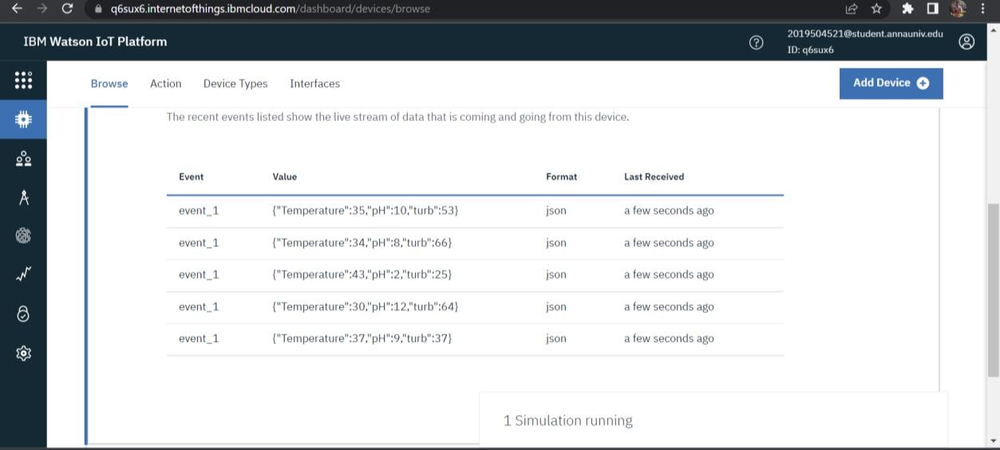 q6sux6.internetofthings.ibmcloud.com/dashboard/devices/browse
IBM Watson IoT Platform
2019504521@student.annauniv.edu
ID: q6sux6
Browse Action Device Types Interfaces
Add Device
The recent events listed show the live stream of data that is coming and going from this device.
Event Value Format Last Received
event_1 {"Temperature":35,"pH":10,"turb":53} json a few seconds ago
event_1 {"Temperature":34,"pH":8,"turb":66} json a few seconds ago
event_1 {"Temperature":43,"pH":2,"turb":25} json a few seconds ago
event_1 {"Temperature":30,"pH":12,"turb":64} json a few seconds ago
event_1 {"Temperature":37,"pH":9,"turb":37} json a few seconds ago
1 Simulation running